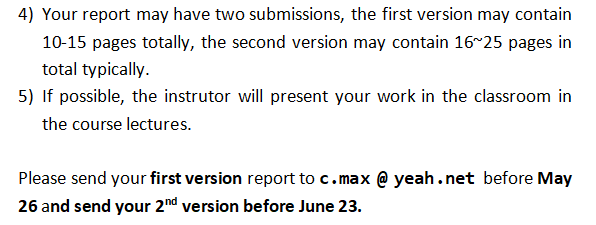 4) Your report may have two submissions, the first version may contain
10-15 pages totally, the second version may contain 16~25 pages in
total typically.
5) If possible, the instrutor will present your work in the classroom in
the course lectures.
Please send your first version report to c.max @ yeah.net before May
26 and send your 2nd version before June 23.